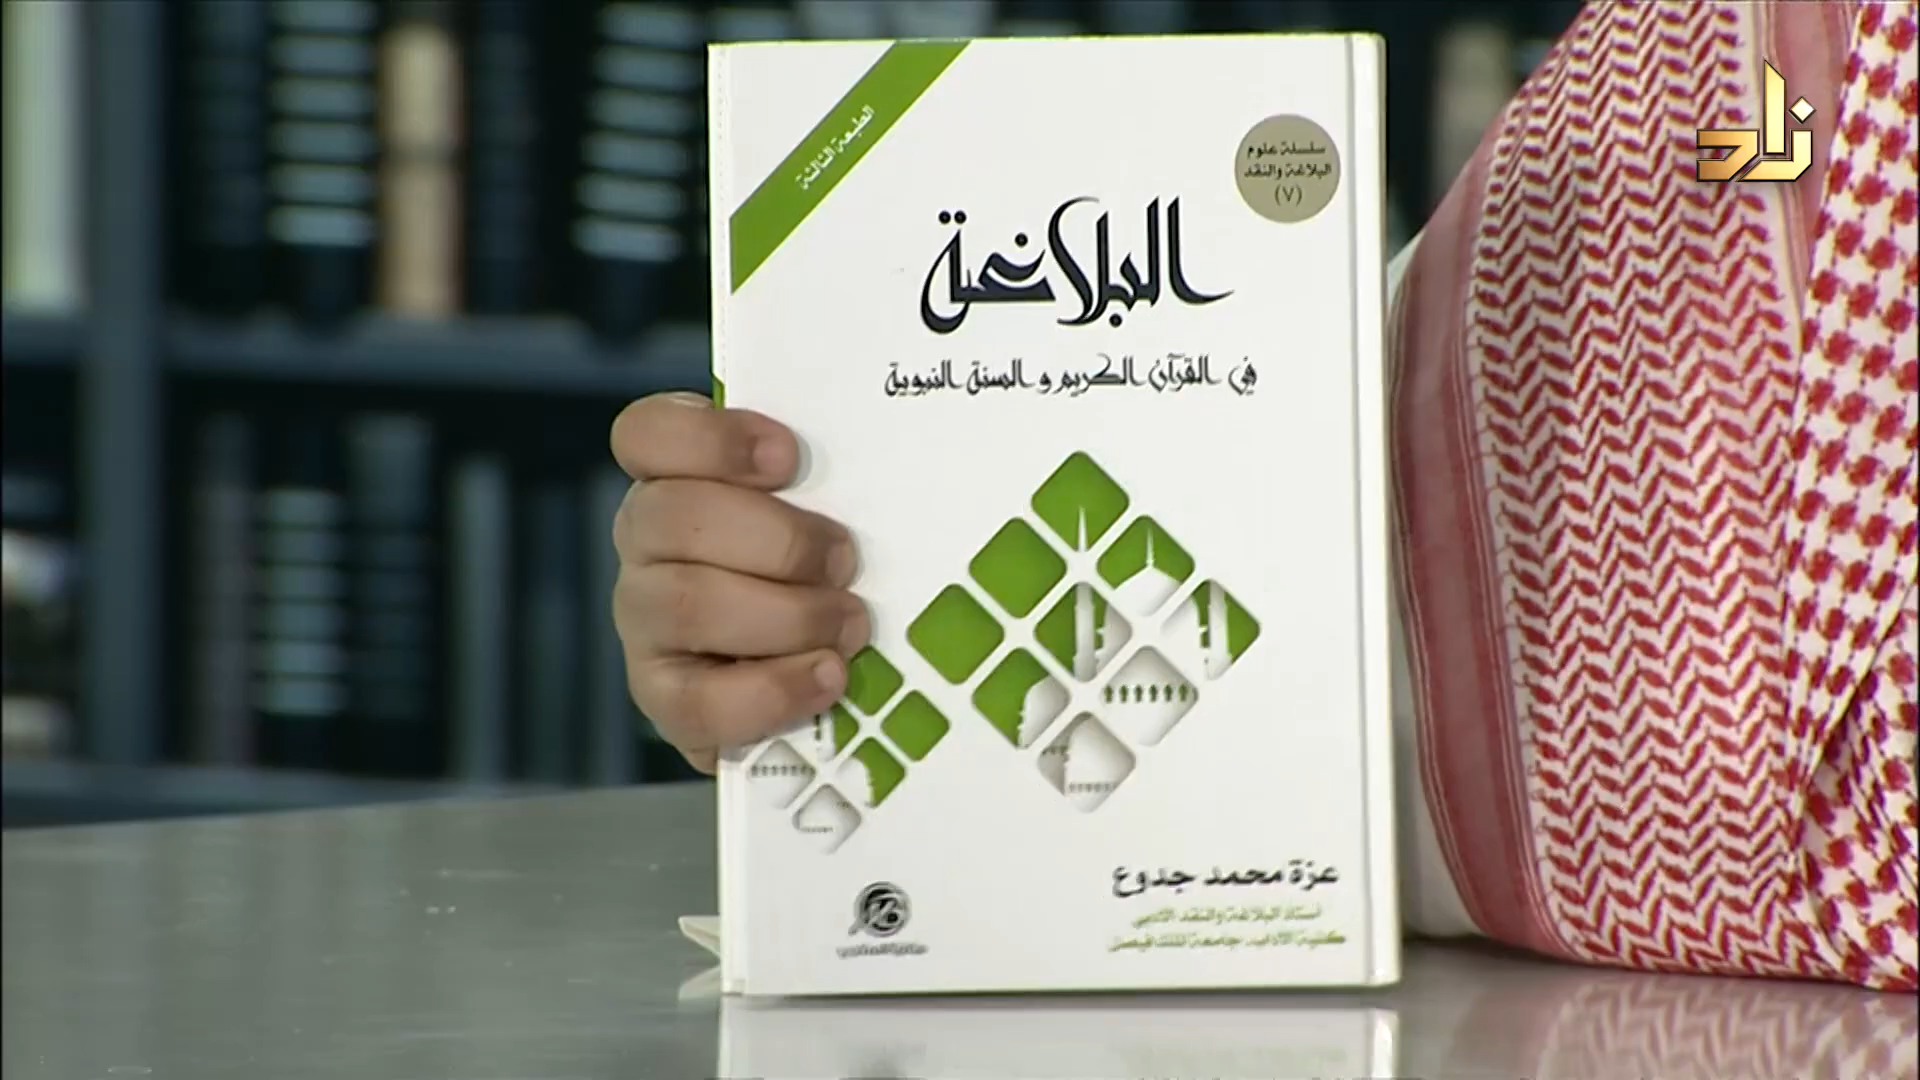 زاد
الطبعة الثالثة
سلسلة علوم
البلاغة والنقد
(٧)
البلاغة
في القرآن الكريم و السنة النبوية
عزة محمد جدوع
أستاذ البلاغة والنقد الأدبي
كلية الآداب، جامعة الملك فيصل